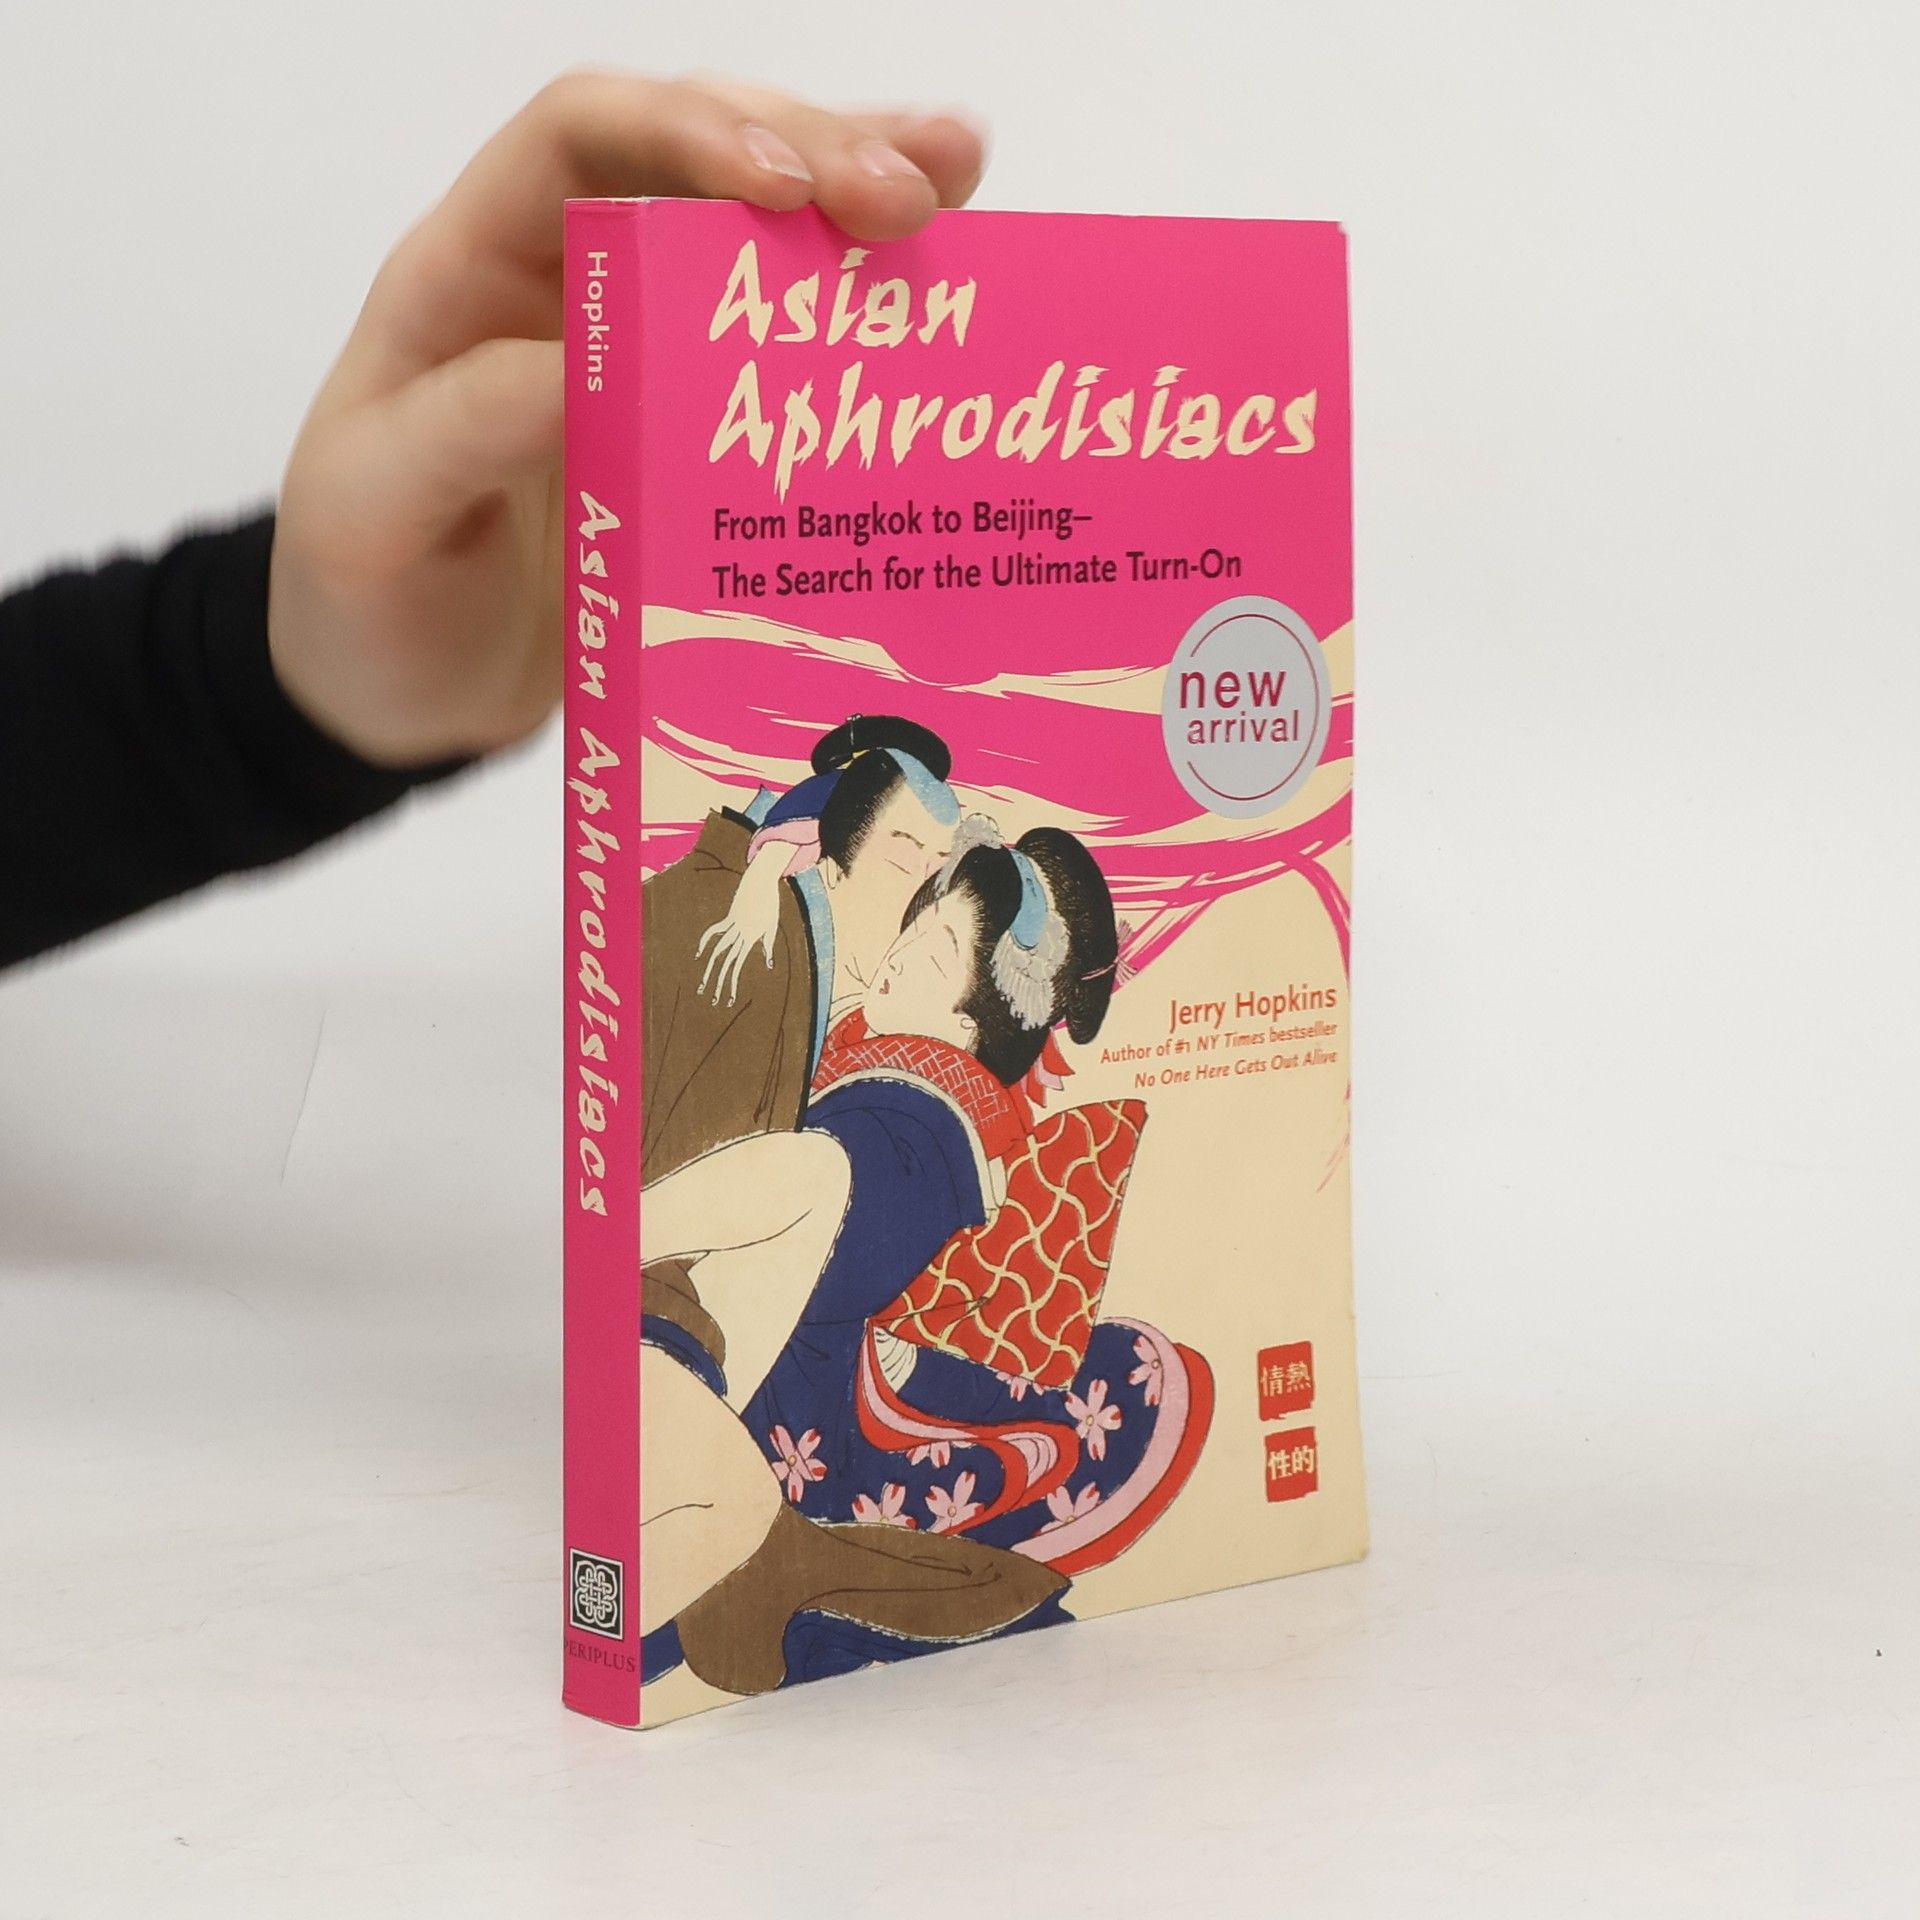 Hopkins
Asian Aphrodisiacs
PERIPLUS
Asian
Aphrodisiacs
From Bangkok to Beijing–
The Search for the Ultimate Turn-On
new
arrival
Jerry Hopkins
Author of #1 NY Times bestseller
No One Here Gets Out Alive
情熱
性的